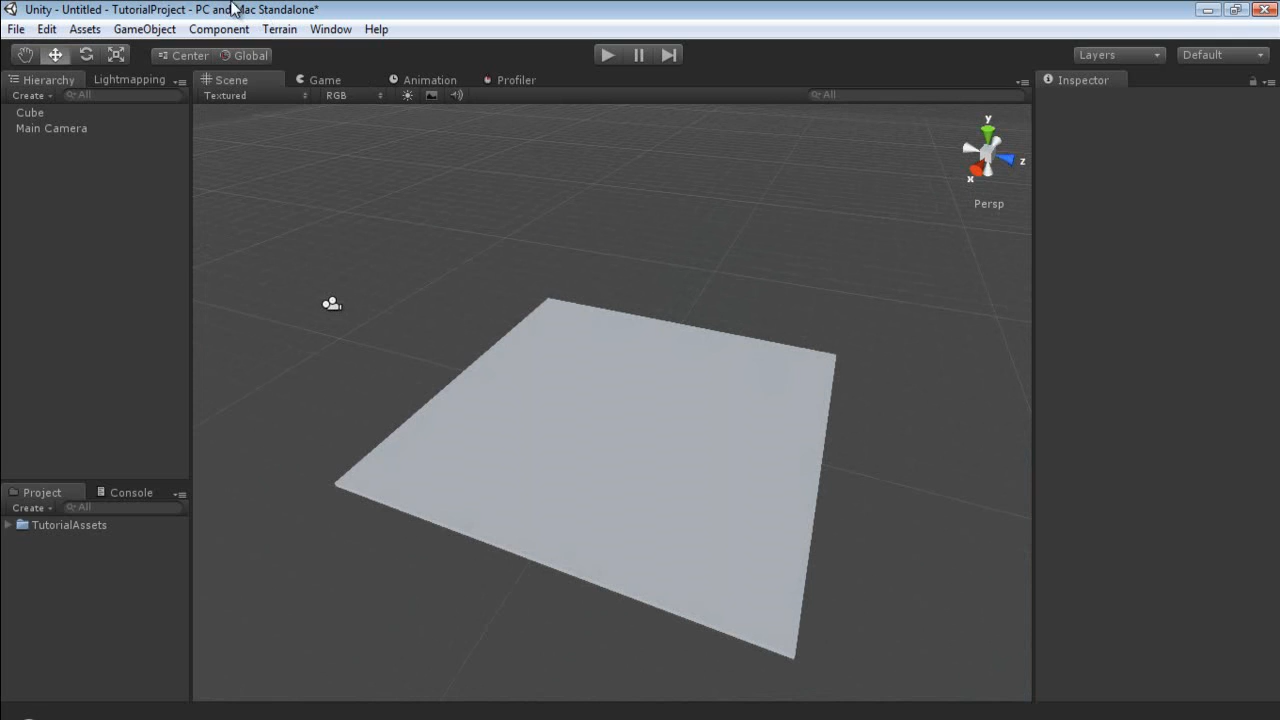 Unity - Untitled - TutorialProject - PC and Mac Standalone*
File Edit Assets GameObject Component Terrain Window Help
Center Global Layers Default
Hierarchy Lightmapping Scene Game Animation Profiler Inspector
Create All Textured RGB All
Cube
Main Camera
y
z
x
Persp
Project Console
Create All
TutorialAssets